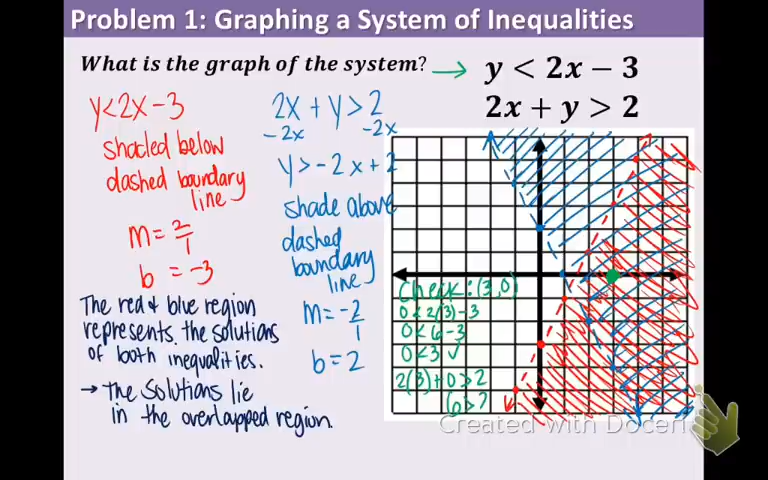 Problem 1: Graphing a System of Inequalities
What is the graph of the system? →
y < 2x − 3
2x + y > 2
y<2x-3
shaded below
dashed boundary
line
m = 2/1
b = -3
The red & blue region
represents the solutions
of both inequalities.
→ The solutions lie
in the overlapped region.
2x + y > 2
-2x -2x
y > -2x + 2
shade above
dashed
boundary
line
m = -2/1
b = 2
Check: (3,0)
0 < 2(3) - 3
0 < 6 - 3
0 < 3 ✓
2(3) + 0 > 2
6 > 2
Created with Doceri